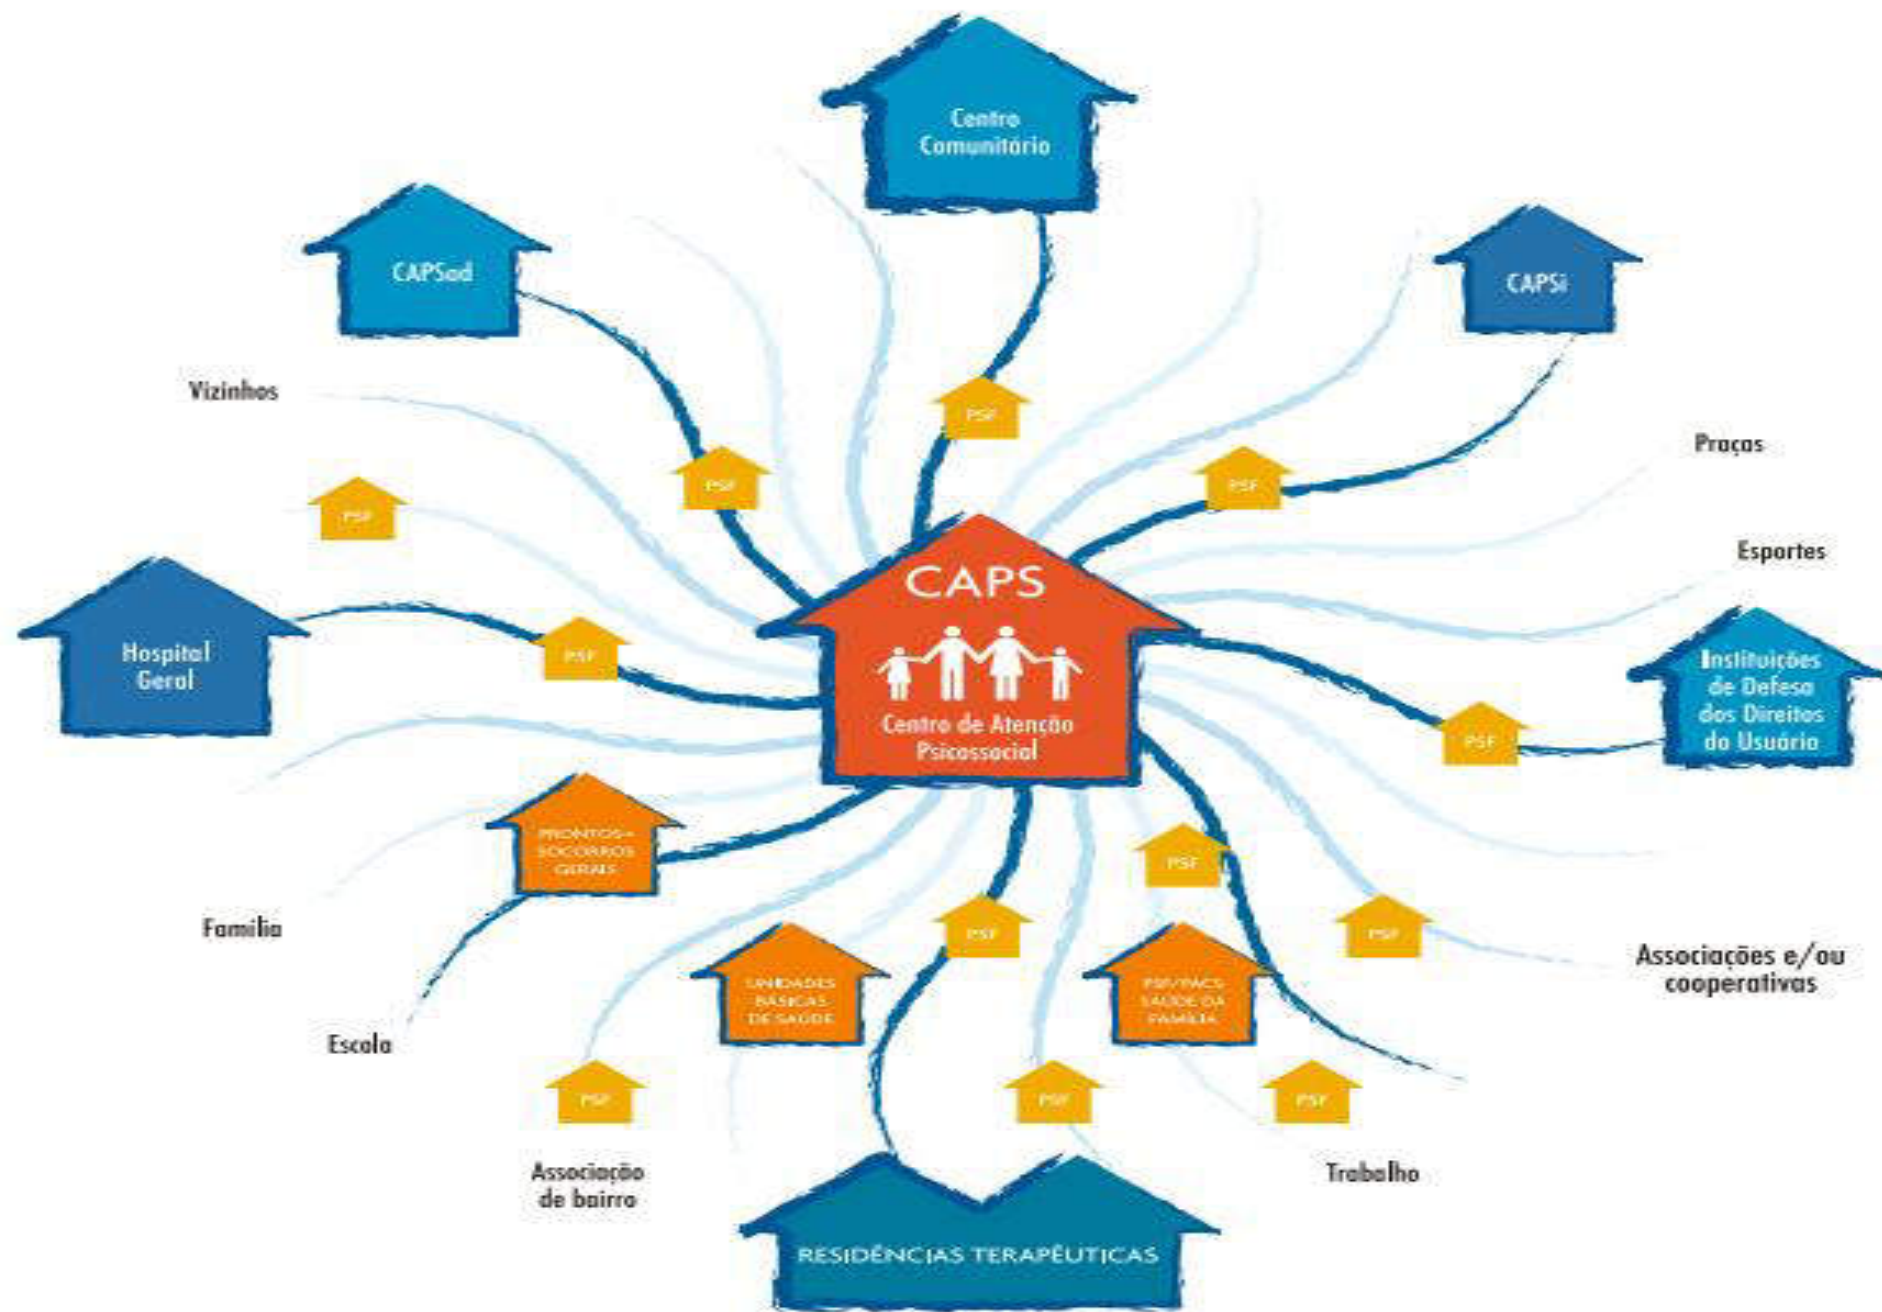 Centro
Comunitário
CAPSad
CAPSi
Vizinhos
PSF
Praças
PSF
PSF
PSF
PSF
Esportes
CAPS
Hospital
Geral
PSF
Centro de Atenção
Psicossocial
Instituições
de Defesa
dos Direitos
do Usuário
PSF
PRONTOS-
SOCORROS
GERAIS
PSF
Família
PSF
PSF
Associações e/ou
cooperativas
UNIDADES
BÁSICAS
DE SAÚDE
PSF/PACS
SAÚDE DA
FAMÍLIA
Escola
PSF
PSF
PSF
Associação
de bairro
Trabalho
RESIDÊNCIAS TERAPÊUTICAS